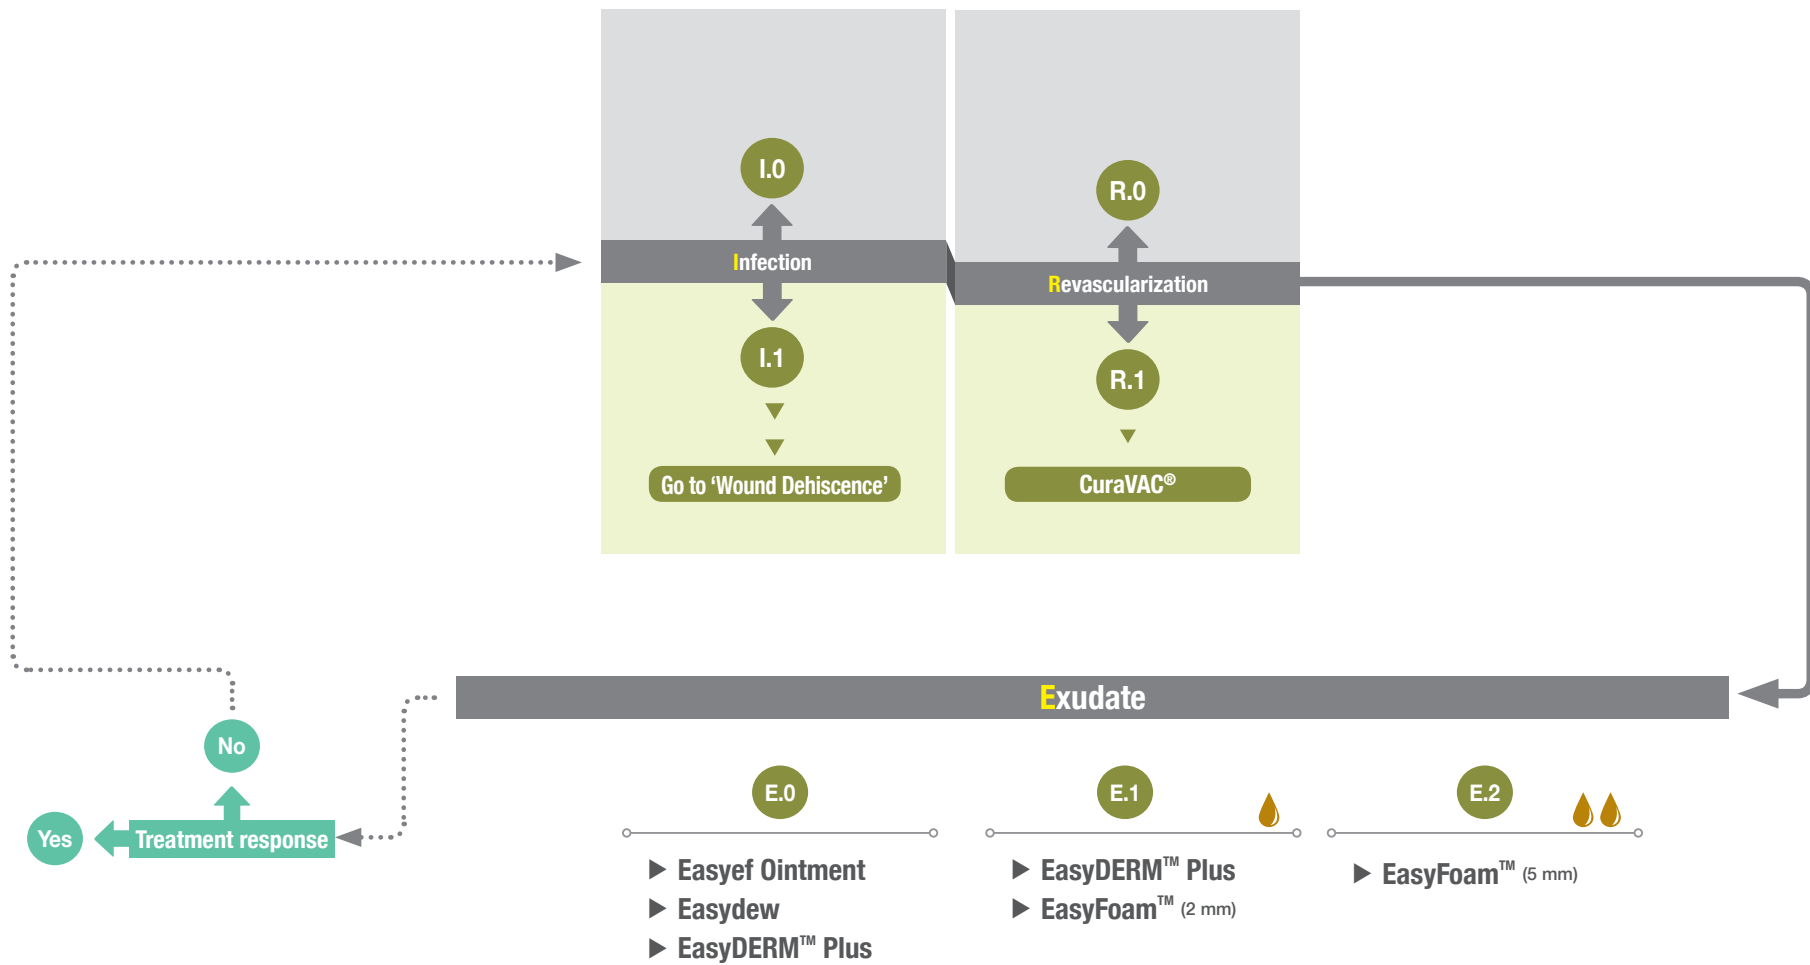 I.0
R.0
Infection
Revascularization
I.1
R.1
Go to ‘Wound Dehiscence’
CuraVAC®
Exudate
No
Yes
Treatment response
E.0
Easyef Ointment
Easydew
EasyDERM™ Plus
E.1
EasyDERM™ Plus
EasyFoam™ (2 mm)
E.2
EasyFoam™ (5 mm)